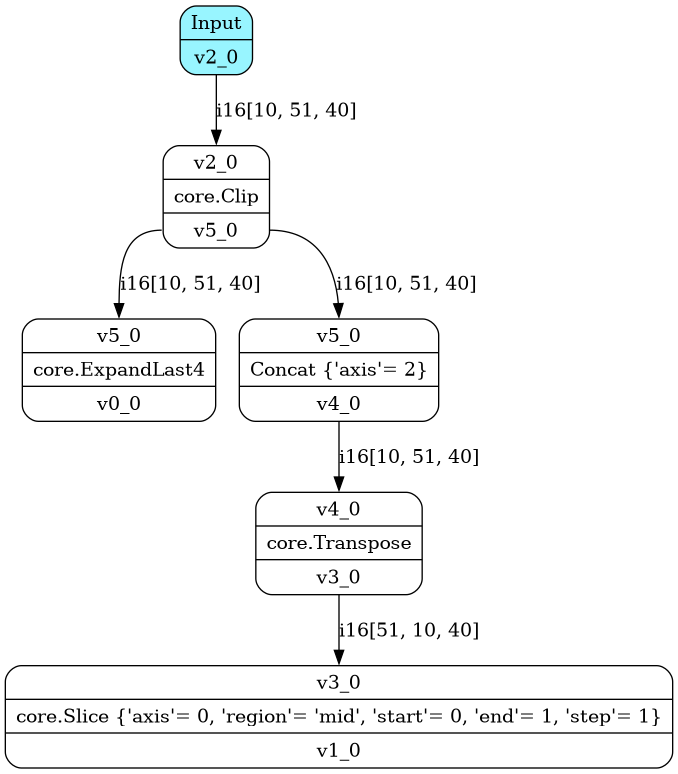 Input
v2_0
i16[10, 51, 40]
v2_0
core.Clip
v5_0
i16[10, 51, 40]
i16[10, 51, 40]
v5_0
core.ExpandLast4
v0_0
v5_0
Concat {'axis'= 2}
v4_0
i16[10, 51, 40]
v4_0
core.Transpose
v3_0
i16[51, 10, 40]
v3_0
core.Slice {'axis'= 0, 'region'= 'mid', 'start'= 0, 'end'= 1, 'step'= 1}
v1_0